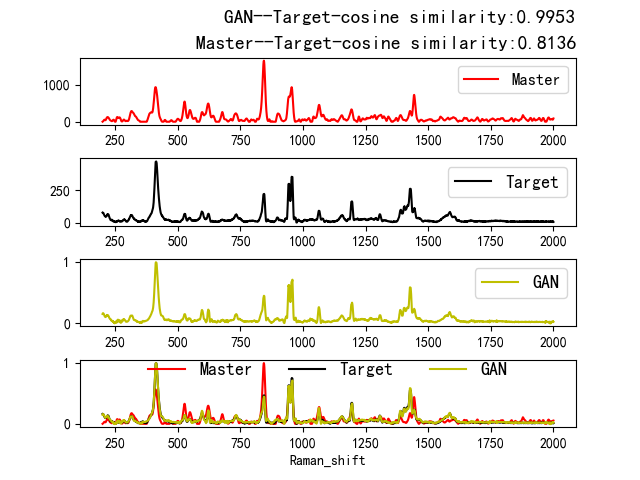 GAN--Target-cosine similarity:0.9953
Master--Target-cosine similarity:0.8136
1000
0
Master
250 500 750 1000 1250 1500 1750 2000
250
0
Target
250 500 750 1000 1250 1500 1750 2000
1
0
GAN
250 500 750 1000 1250 1500 1750 2000
1
0
Master Target GAN
250 500 750 1000 1250 1500 1750 2000
Raman_shift